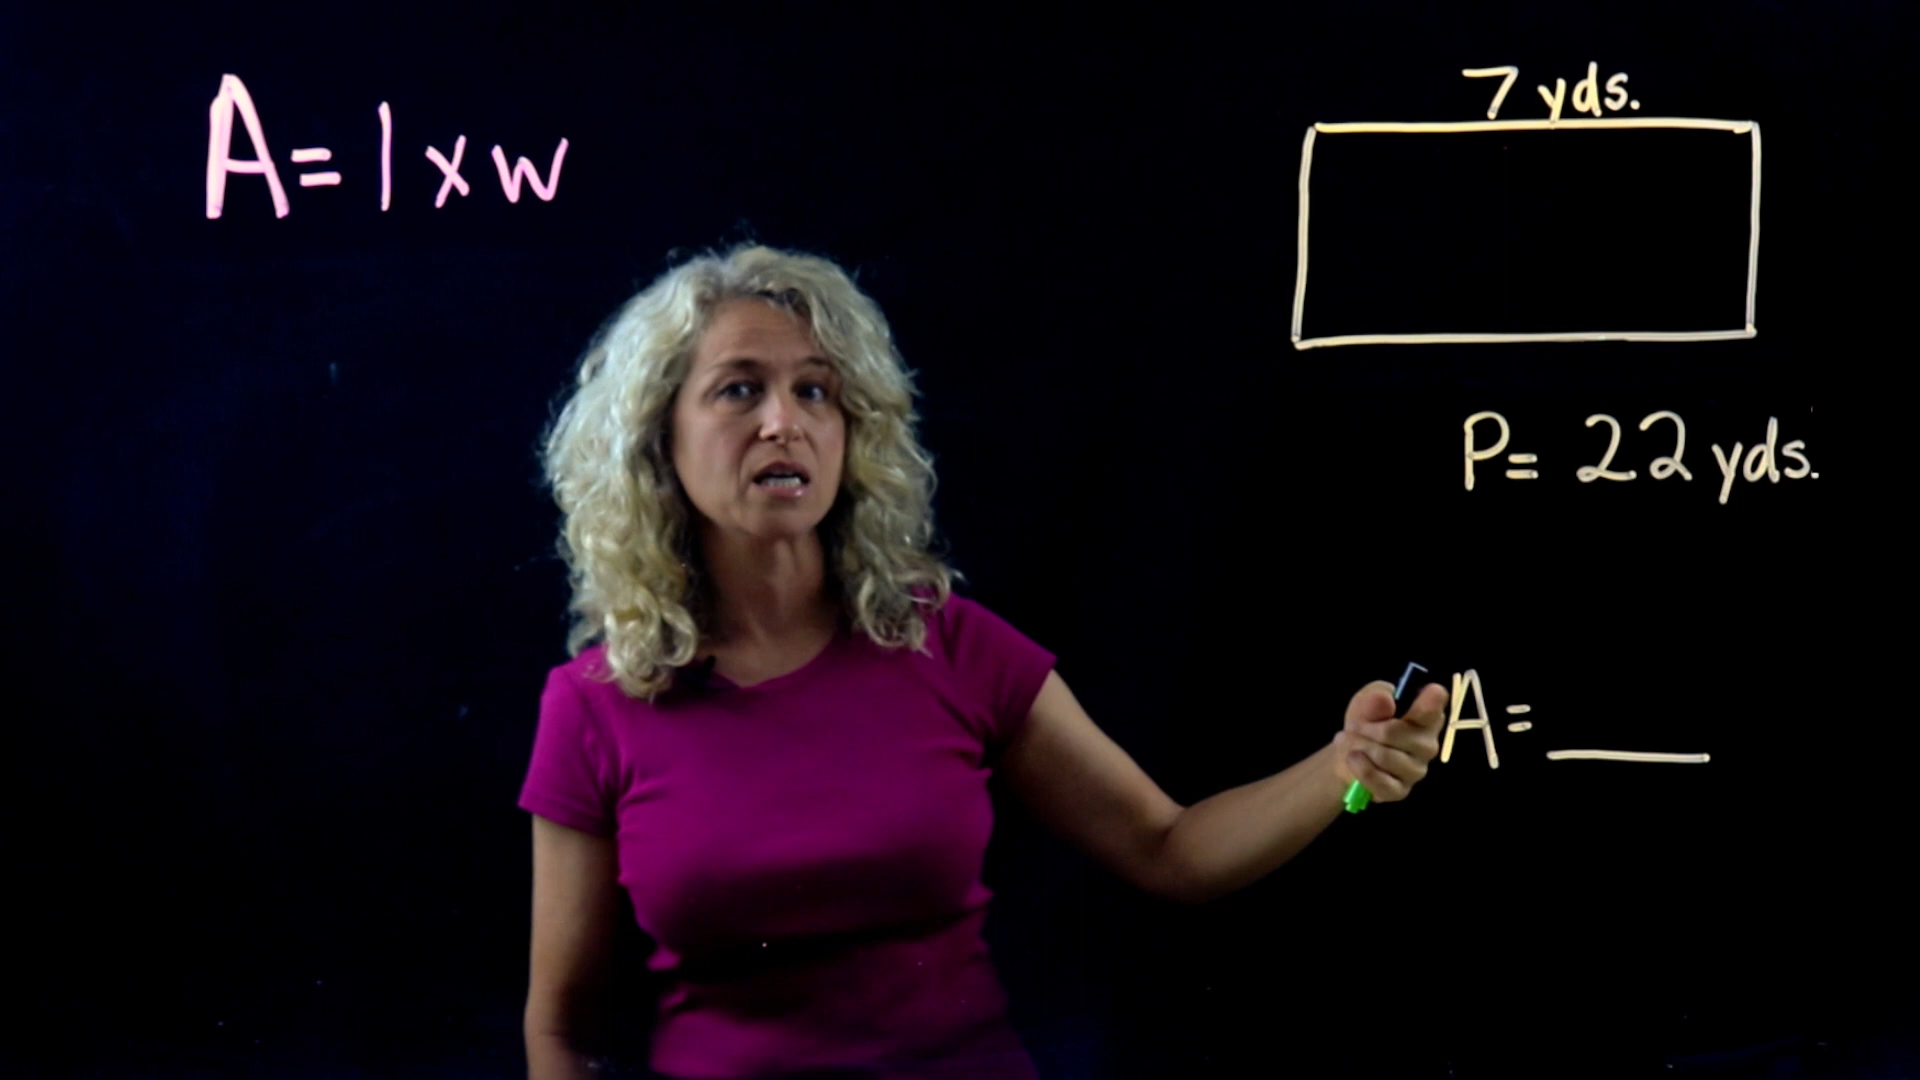 A = l x w
7 yds.
P = 22 yds.
A = ____